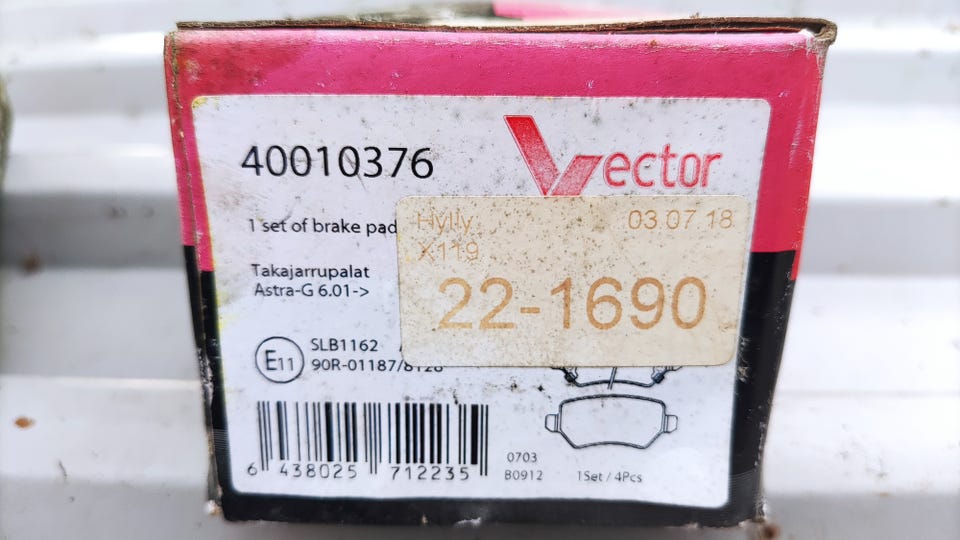 40010376
Vector
1 set of brake pad
Hylly
03 07 18
X119
22-1690
Takajarrupalat
Astra-G 6.01->
E11
SLB1162
90R-01187/8128
6 438025 712235
0703
80912
1Set / 4Pcs